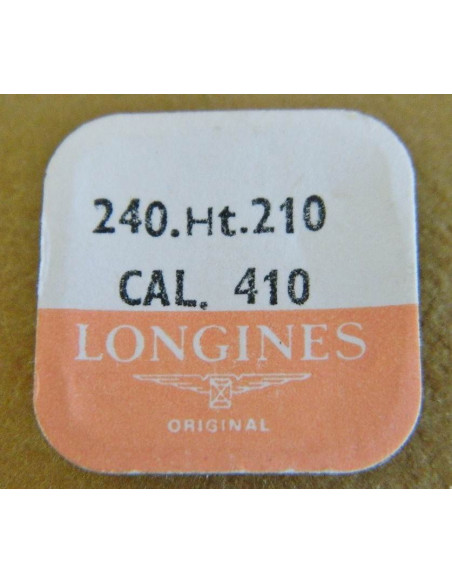 240.Ht.210
CAL. 410
LONGINES
ORIGINAL